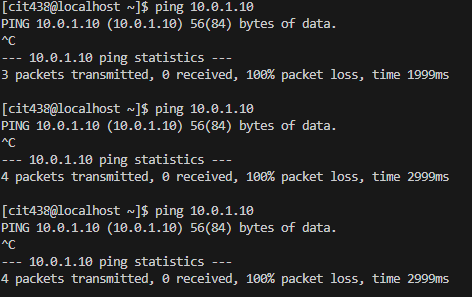 [cit438@localhost ~]$ ping 10.0.1.10
PING 10.0.1.10 (10.0.1.10) 56(84) bytes of data.
^C
--- 10.0.1.10 ping statistics ---
3 packets transmitted, 0 received, 100% packet loss, time 1999ms
[cit438@localhost ~]$ ping 10.0.1.10
PING 10.0.1.10 (10.0.1.10) 56(84) bytes of data.
^C
--- 10.0.1.10 ping statistics ---
4 packets transmitted, 0 received, 100% packet loss, time 2999ms
[cit438@localhost ~]$ ping 10.0.1.10
PING 10.0.1.10 (10.0.1.10) 56(84) bytes of data.
^C
--- 10.0.1.10 ping statistics ---
4 packets transmitted, 0 received, 100% packet loss, time 2999ms